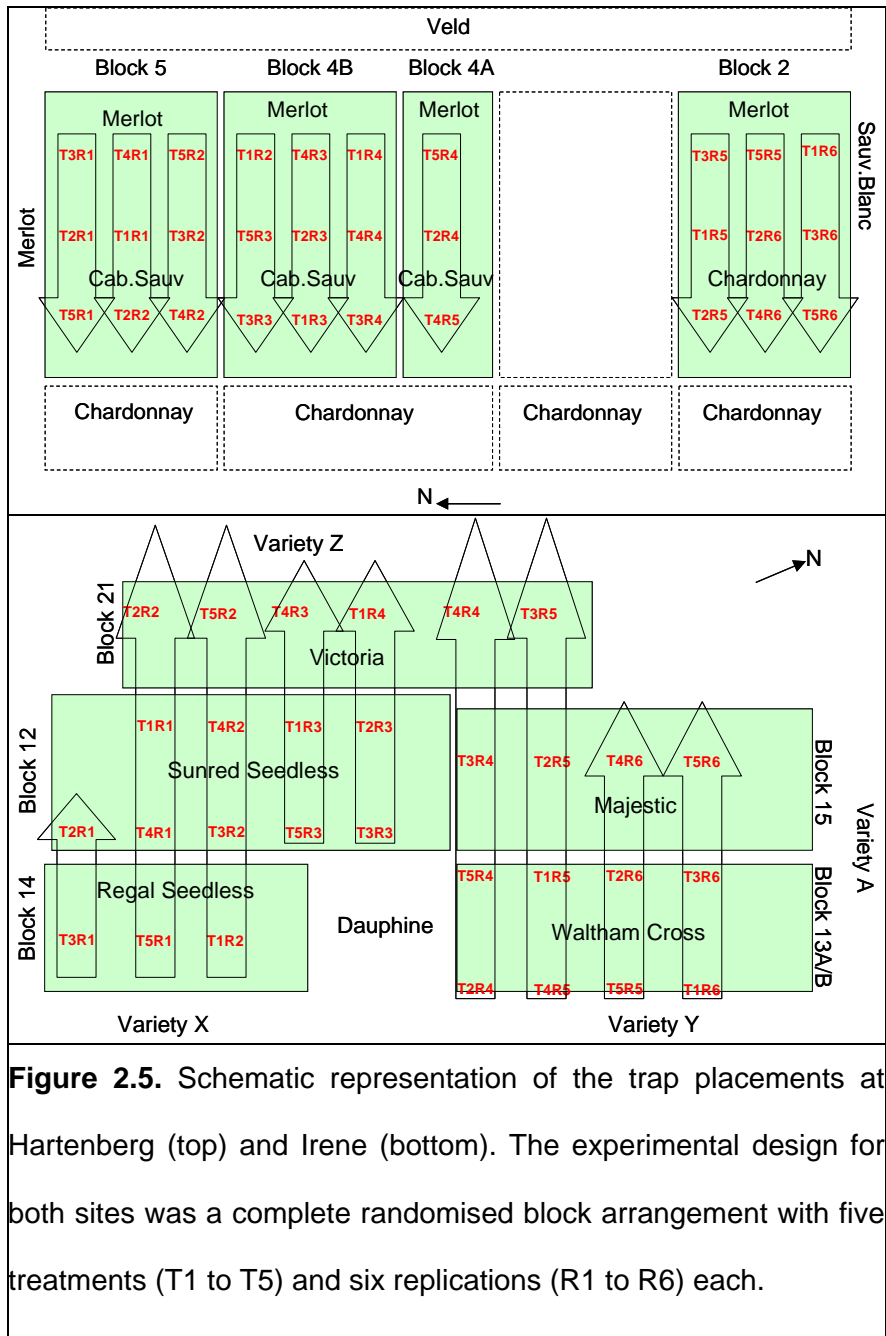 Veld
Block 5 Block 4B Block 4A Block 2
Merlot Merlot Merlot Merlot
T3R1 T4R1 T5R2 T1R2 T4R3 T1R4 T5R4 T3R5 T5R5 T1R6
Sauv.Blanc
Merlot
T2R1 T1R1 T3R2 T5R3 T2R3 T4R4 T2R4 T1R5 T2R6 T3R6
Cab.Sauv Cab.Sauv Cab.Sauv Chardonnay
T5R1 T2R2 T4R2 T3R3 T1R3 T3R4 T4R5 T2R5 T4R6 T5R6
Chardonnay Chardonnay Chardonnay Chardonnay
N
Variety Z
N
Block 21
T2R2 T5R2 T4R3 T1R4 T4R4 T3R5
Victoria
Block 12
T1R1 T4R2 T1R3 T2R3
Sunred Seedless
T2R1 T4R1 T3R2 T5R3 T3R3
T3R4 T2R5 T4R6 T5R6
Majestic
Block 15
Variety A
Block 14
Regal Seedless
T3R1 T5R1 T1R2
Dauphine
T5R4 T1R5 T2R6 T3R6
Waltham Cross
T2R4 T4R5 T5R5 T1R6
Block 13A/B
Variety X Variety Y
Figure 2.5. Schematic representation of the trap placements at
Hartenberg (top) and Irene (bottom). The experimental design for
both sites was a complete randomised block arrangement with five
treatments (T1 to T5) and six replications (R1 to R6) each.